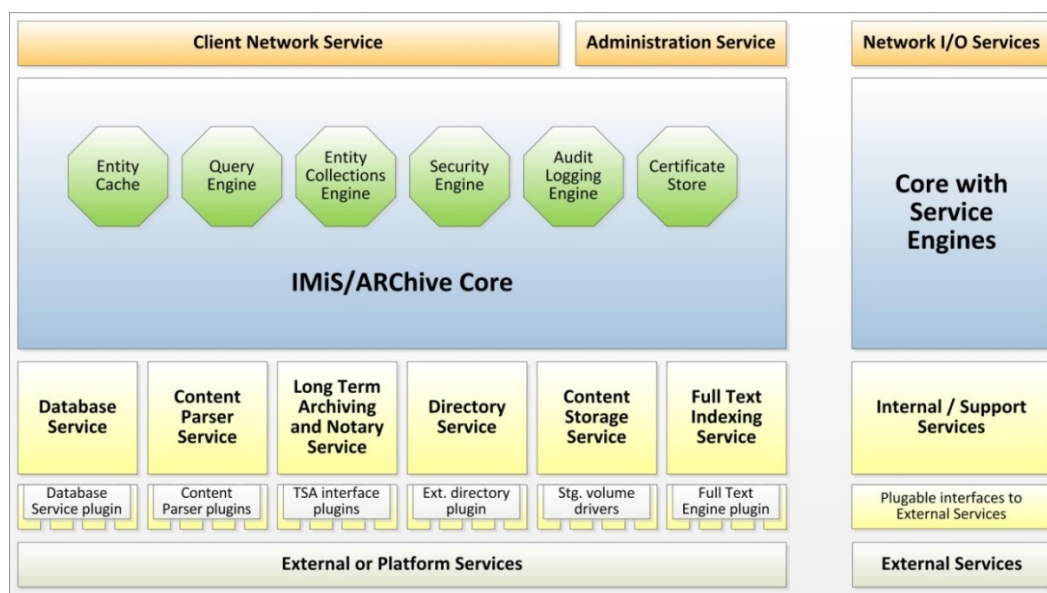 Client Network Service
Administration Service
Network I/O Services
Entity
Cache
Query
Engine
Entity
Collections
Engine
Security
Engine
Audit
Logging
Engine
Certificate
Store
IMiS/ARChive Core
Core with
Service
Engines
Database
Service
Content
Parser
Service
Long Term
Archiving
and Notary
Service
Directory
Service
Content
Storage
Service
Full Text
Indexing
Service
Internal / Support
Services
Database
Service plugin
Content
Parser plugins
TSA interface
plugins
Ext. directory
plugin
Stg. volume
drivers
Full Text
Engine plugin
Plugable interfaces to
External Services
External or Platform Services
External Services